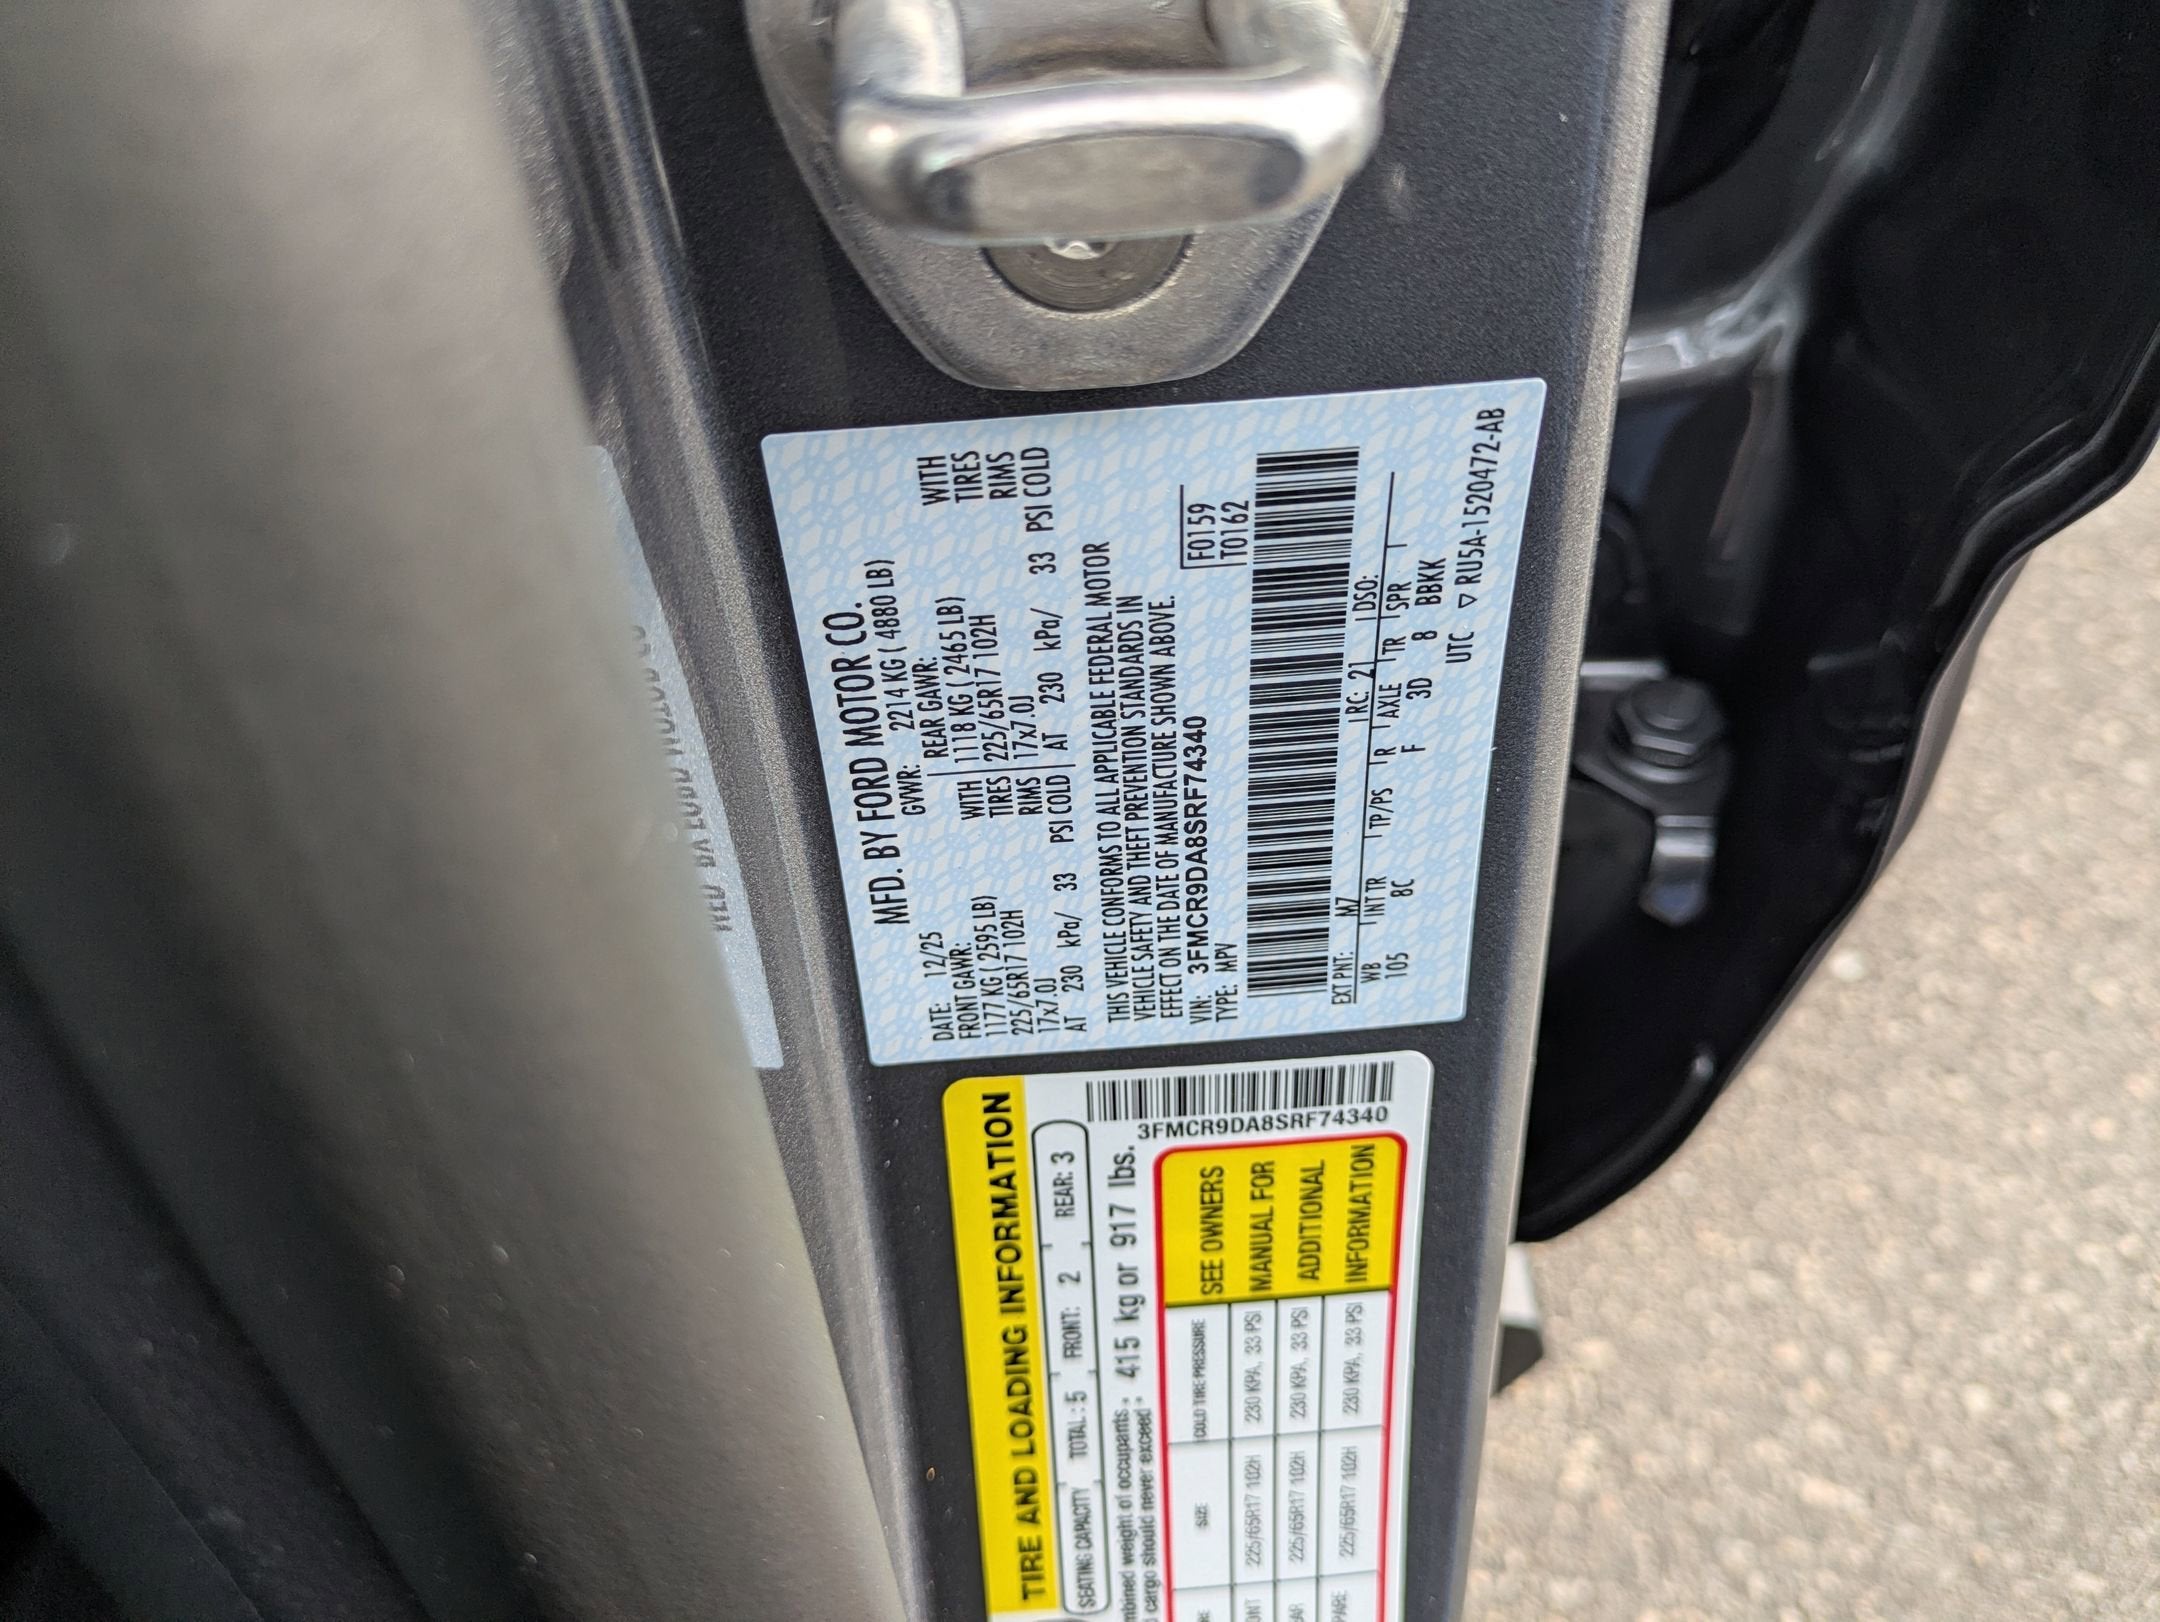 MFD. BY FORD MOTOR CO.
DATE: 12/25 GVWR: 2214 KG ( 4880 LB)
FRONT GAWR: REAR GAWR:
1177 KG ( 2595 LB) WITH 1118 KG ( 2465 LB) WITH
225/65R17 102H TIRES 225/65R17 102H TIRES
17x7.0J RIMS 17x7.0J RIMS
AT 230 kPa/ 33 PSI COLD AT 230 kPa/ 33 PSI COLD
THIS VEHICLE CONFORMS TO ALL APPLICABLE FEDERAL MOTOR
VEHICLE SAFETY AND THEFT PREVENTION STANDARDS IN
EFFECT ON THE DATE OF MANUFACTURE SHOWN ABOVE.
VIN: 3FMCR9DA8SRF74340 F0159
TYPE: MPV T0162
EXT PNT: M7 RC: 21 DSO:
WB INT TR TP/PS R AXLE TR SPR
105 8C F 3D 8 BBKK
UTC ▽ RU5A-1520472-AB
TIRE AND LOADING INFORMATION
SEATING CAPACITY TOTAL: 5 FRONT: 2 REAR: 3
weight of occupants
cargo should never exceed 415 kg or 917 lbs.
3FMCR9DA8SRF74340
SIZE COLD TIRE PRESSURE
225/65R17 102H 230 KPA, 33 PSI
225/65R17 102H 230 KPA, 33 PSI
225/65R17 102H 230 KPA, 33 PSI
SEE OWNERS
MANUAL FOR
ADDITIONAL
INFORMATION